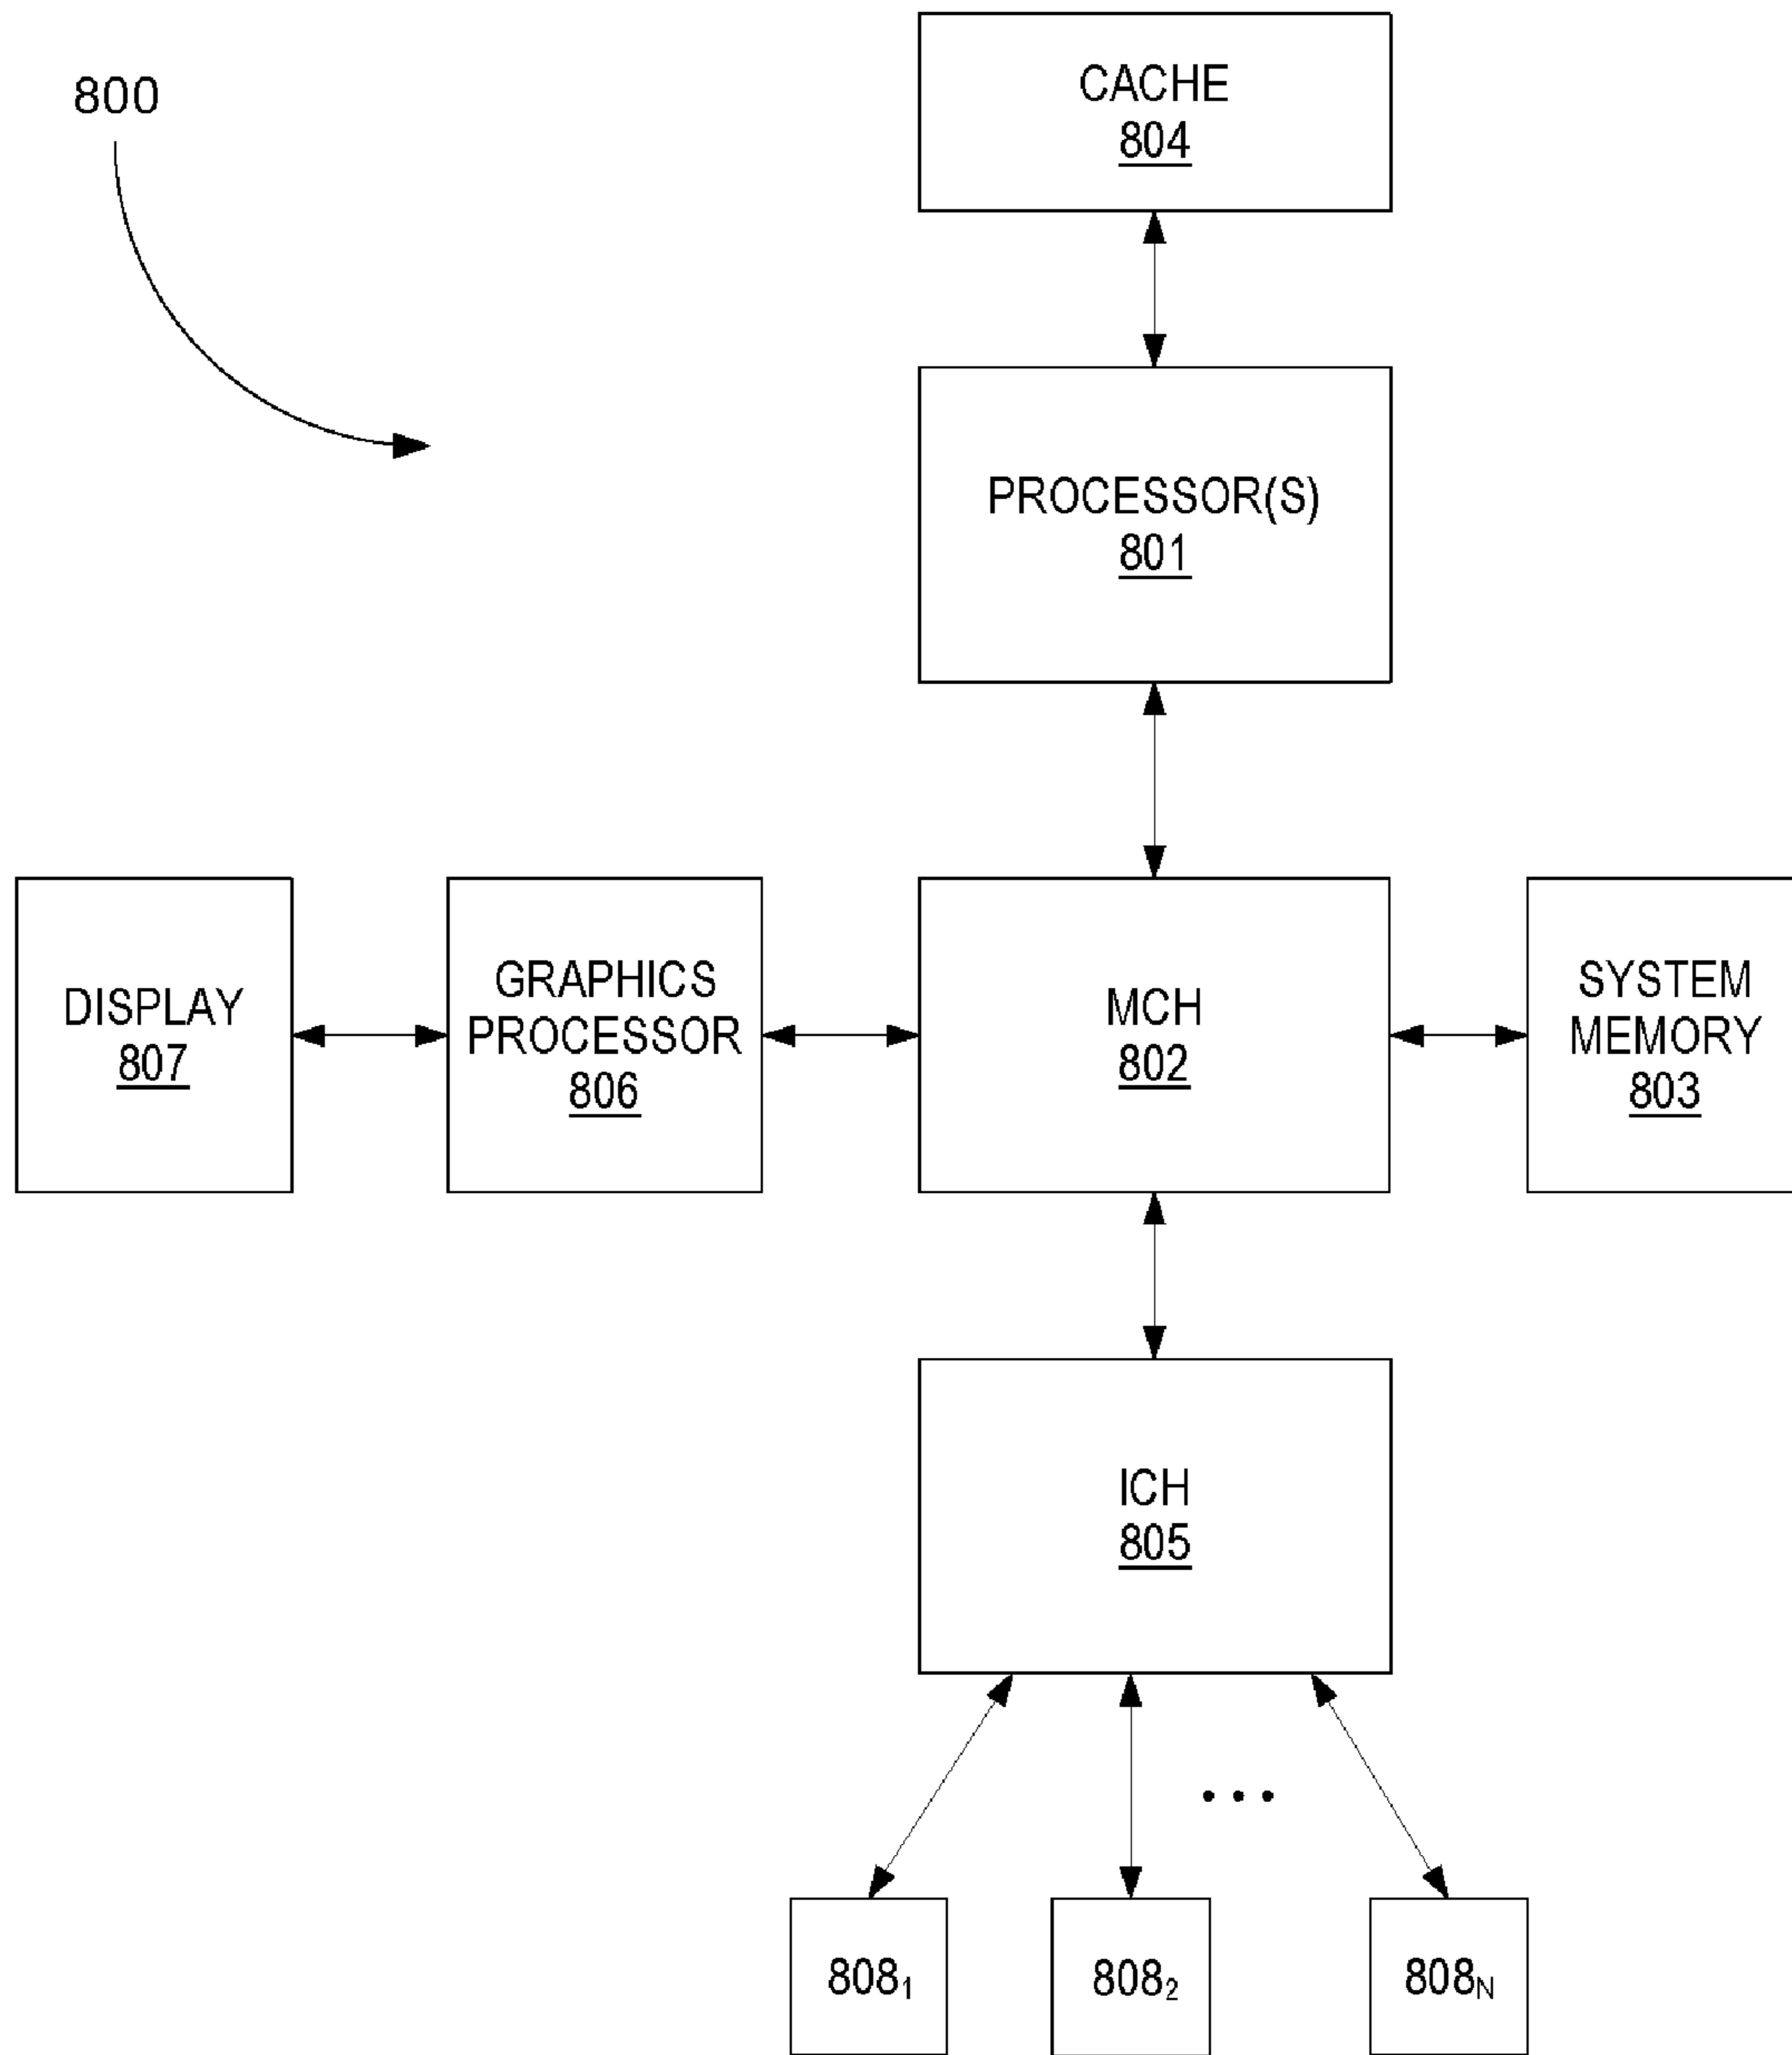 800
CACHE
804
PROCESSOR(S)
801
DISPLAY
807
GRAPHICS
PROCESSOR
806
MCH
802
SYSTEM
MEMORY
803
ICH
805
...
808₁
808₂
808N